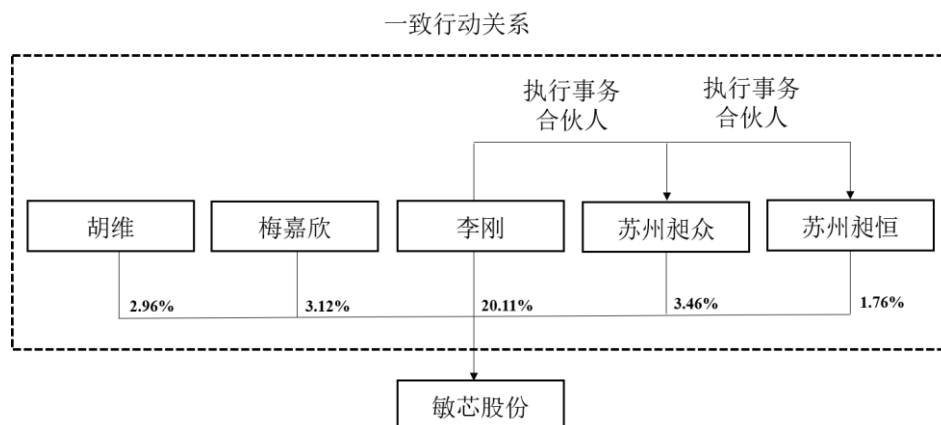 一致行动关系
执行事务
合伙人
执行事务
合伙人
胡维
梅嘉欣
李刚
苏州昶众
苏州昶恒
2.96%
3.12%
20.11%
3.46%
1.76%
敏芯股份